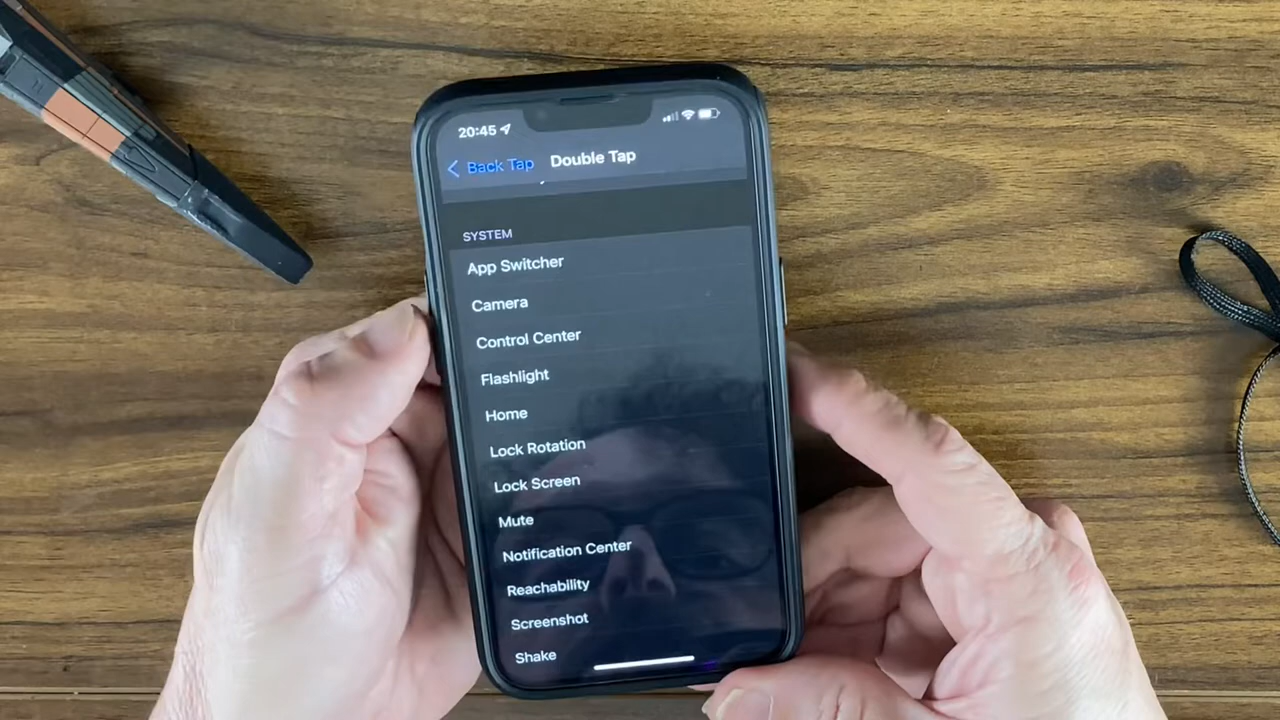 20:45
Back Tap Double Tap
SYSTEM
App Switcher
Camera
Control Center
Flashlight
Home
Lock Rotation
Lock Screen
Mute
Notification Center
Reachability
Screenshot
Shake